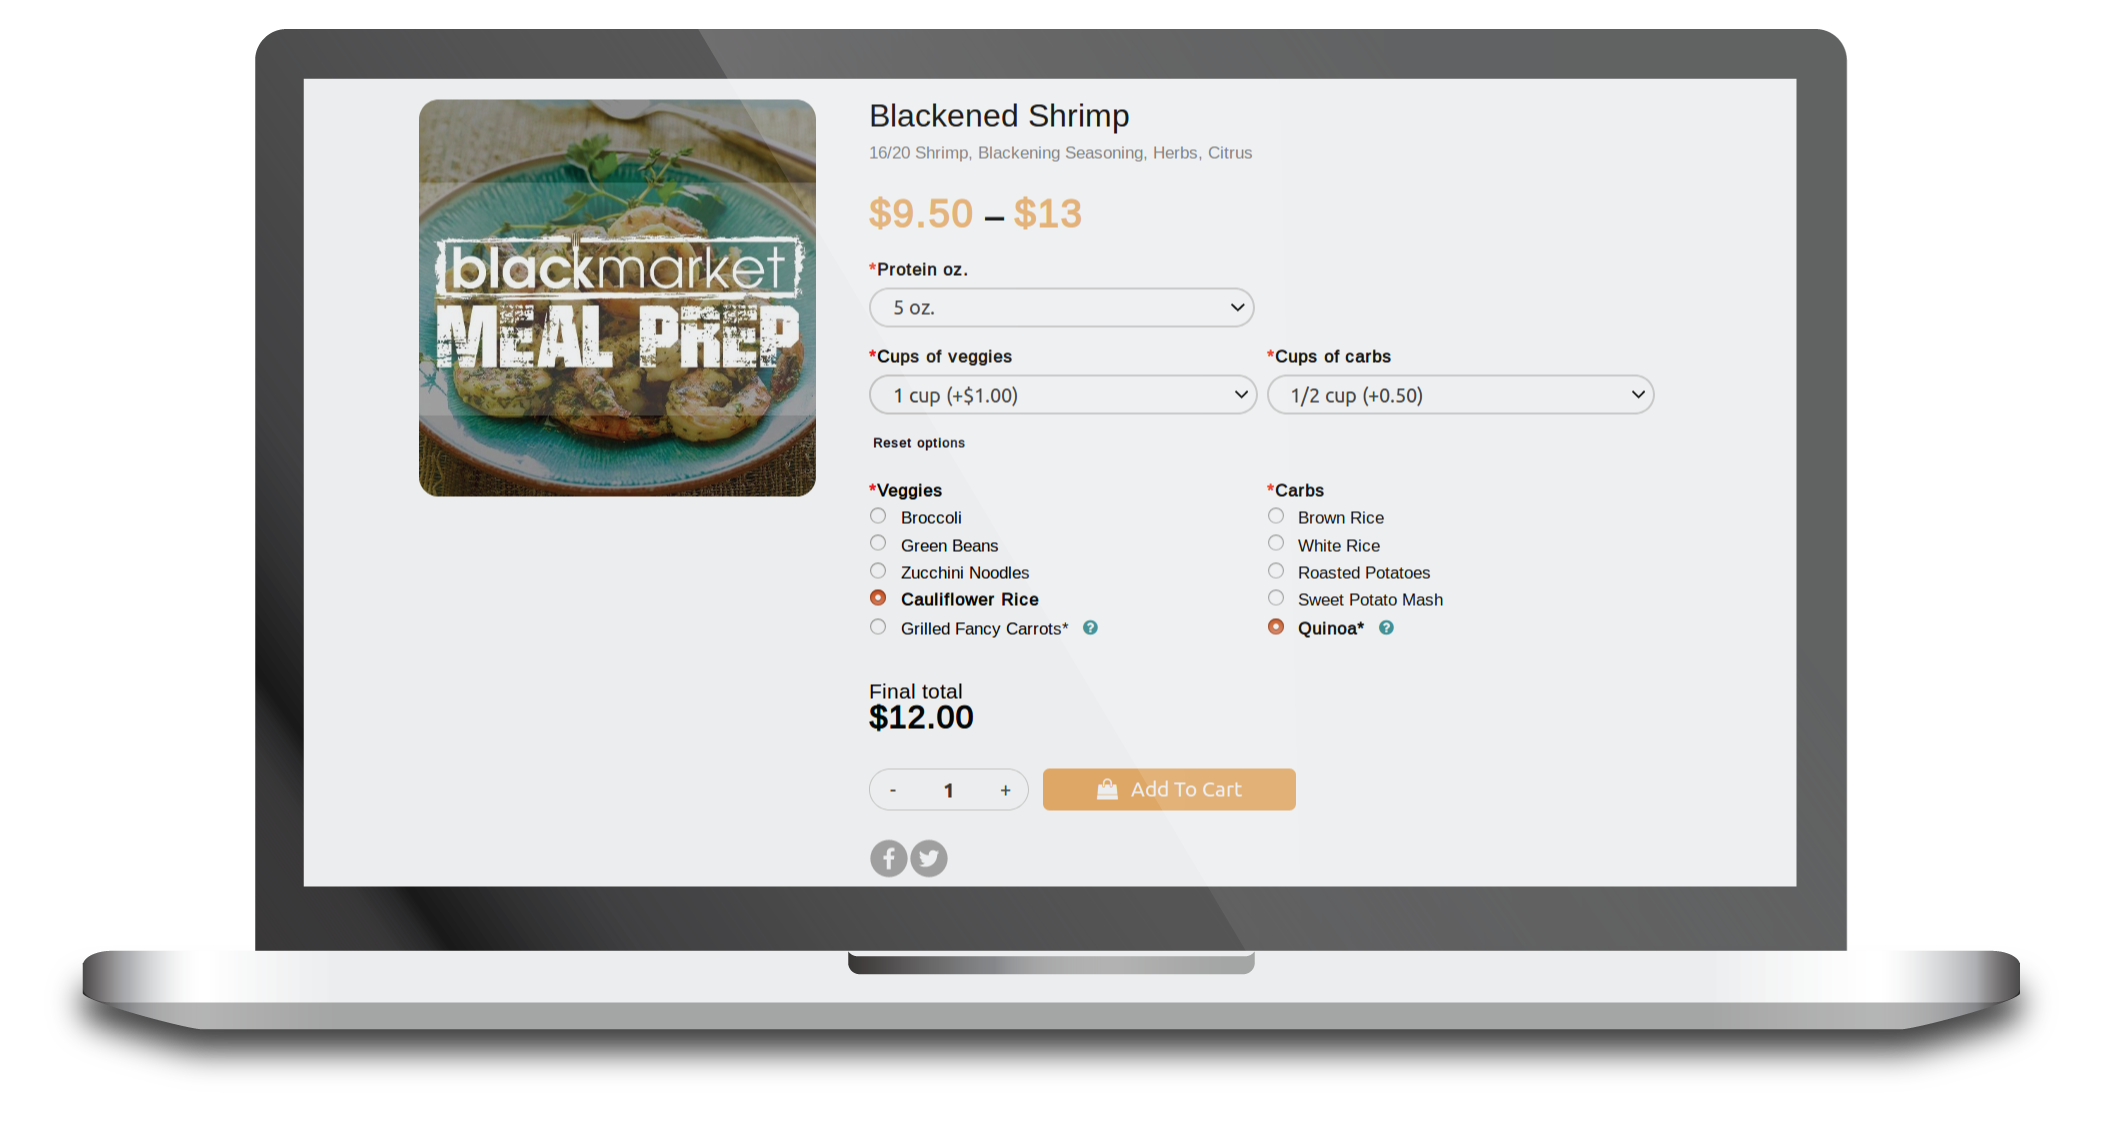 blackmarket
MEAL PREP
Blackened Shrimp
16/20 Shrimp, Blackening Seasoning, Herbs, Citrus
$9.50 – $13
*Protein oz.
5 oz.
*Cups of veggies *Cups of carbs
1 cup (+$1.00) 1/2 cup (+0.50)
Reset options
*Veggies *Carbs
Broccoli Brown Rice
Green Beans White Rice
Zucchini Noodles Roasted Potatoes
Cauliflower Rice Sweet Potato Mash
Grilled Fancy Carrots* ? Quinoa* ?
Final total
$12.00
- 1 + Add To Cart